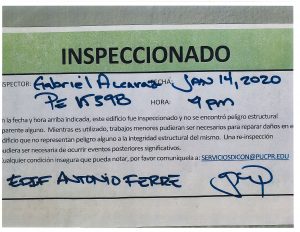 INSPECCIONADO
SPECTOR: Gabriel Alcaraz FECHA: JAN 14, 2020
PE 15398 HORA: 9 am
n la fecha y hora arriba indicada, este edificio fue Inspeccionado y no se encontró peligro estructural
parente alguno. Mientras es utilizado, trabajos menores pudieran ser necesarios para reparar daños en el
dificio que no representan peligro alguno a la integridad estructural del mismo. Una re-inspección
udiera ser necesaria de ocurrir eventos posteriores significativos.
ualquier condición insegura que pueda notar, por favor comuníquela a: SERVICIOSDICON@PUCPR.EDU
EDIF ANTONIO FERRE